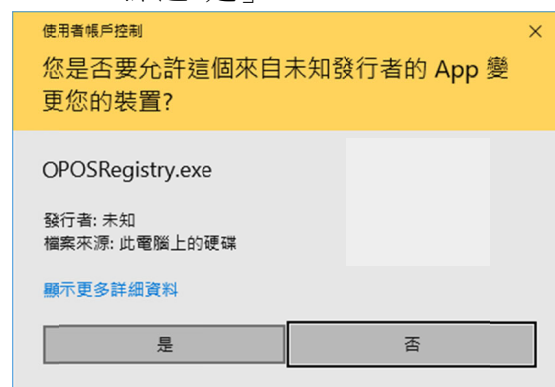 使用者帳戶控制
您是否要允許這個來自未知發行者的 App 變
更您的裝置?
OPOSRegistry.exe
發行者: 未知
檔案來源: 此電腦上的硬碟
顯示更多詳細資料
是
否